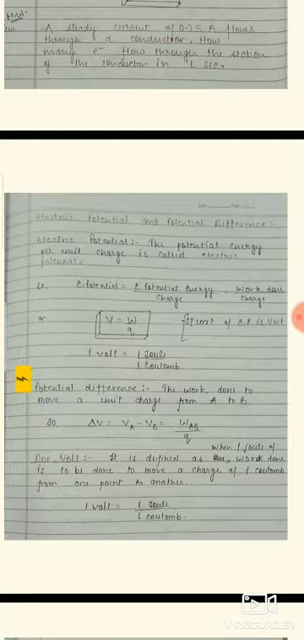 A steady current of 0.25 A flows
through a conductor. How
many e⁻ flow through the section
of the conductor in 1 sec.
Electric Potential and Potential Difference:-
Electric Potential:- The potential energy
per unit charge is called electric
potential.
i.e E. Potential = E. Potential Energy / Charge = Work done / Charge
or V = W / q SI unit of E.P is Volt
1 volt = 1 Joule / 1 Coulomb
Potential difference:- The work done to
move a unit charge from A to B.
So ΔV = V_A - V_B = W_AB / q
when 1 joule of
One Volt:- It is defined as the, work done
is to be done to move a charge of 1 coulomb
from one point to another.
1 volt = 1 Joule / 1 coulomb.
VIRECORDER